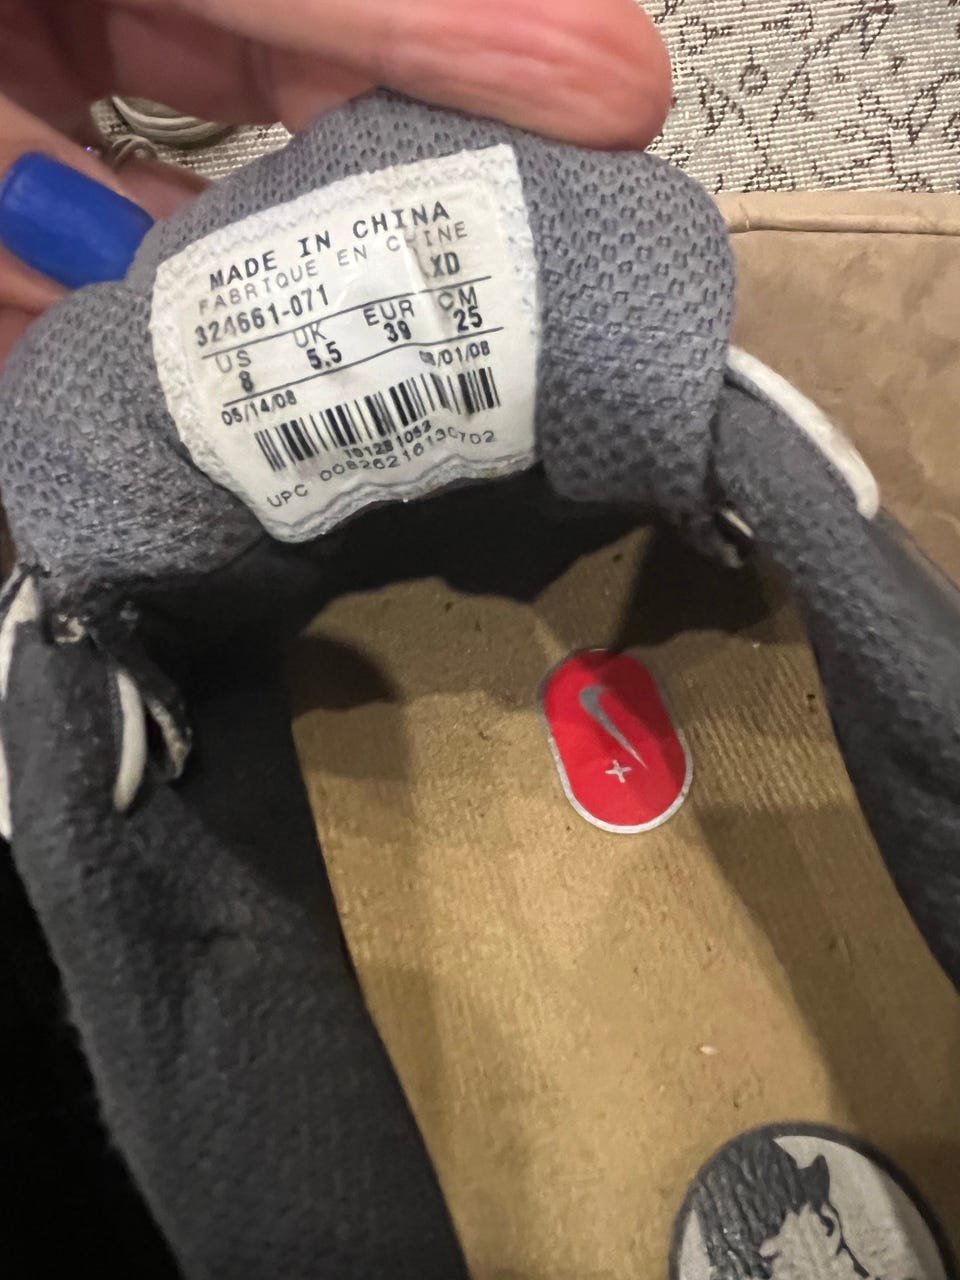 MADE IN CHINA
FABRIQUE EN CHINE
324661-071 XD
US UK EUR CM
8 5.5 39 25
05/14/08 /01/08
UPC